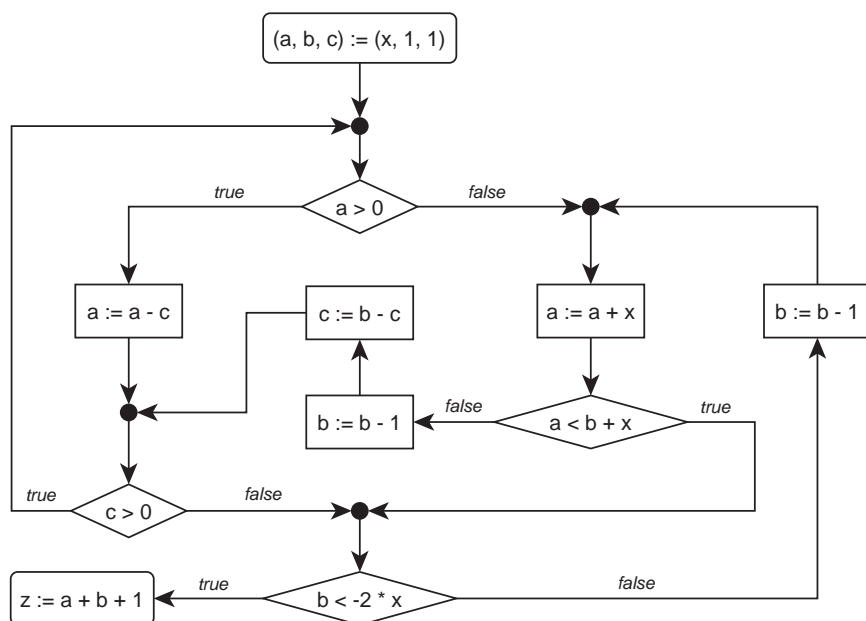 (a, b, c) := (x, 1, 1)
true
a > 0
false
a := a - c
c := b - c
a := a + x
b := b - 1
b := b - 1
false
a < b + x
true
true
c > 0
false
z := a + b + 1
true
b < -2 * x
false